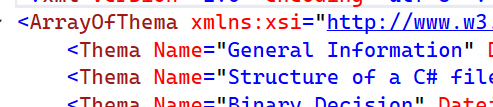 <ArrayOfThema xmlns:xsi="http://www.w3
<Thema Name="General Information" D
<Thema Name="Structure of a C# file
<Thema Name="Binary Decision" Date